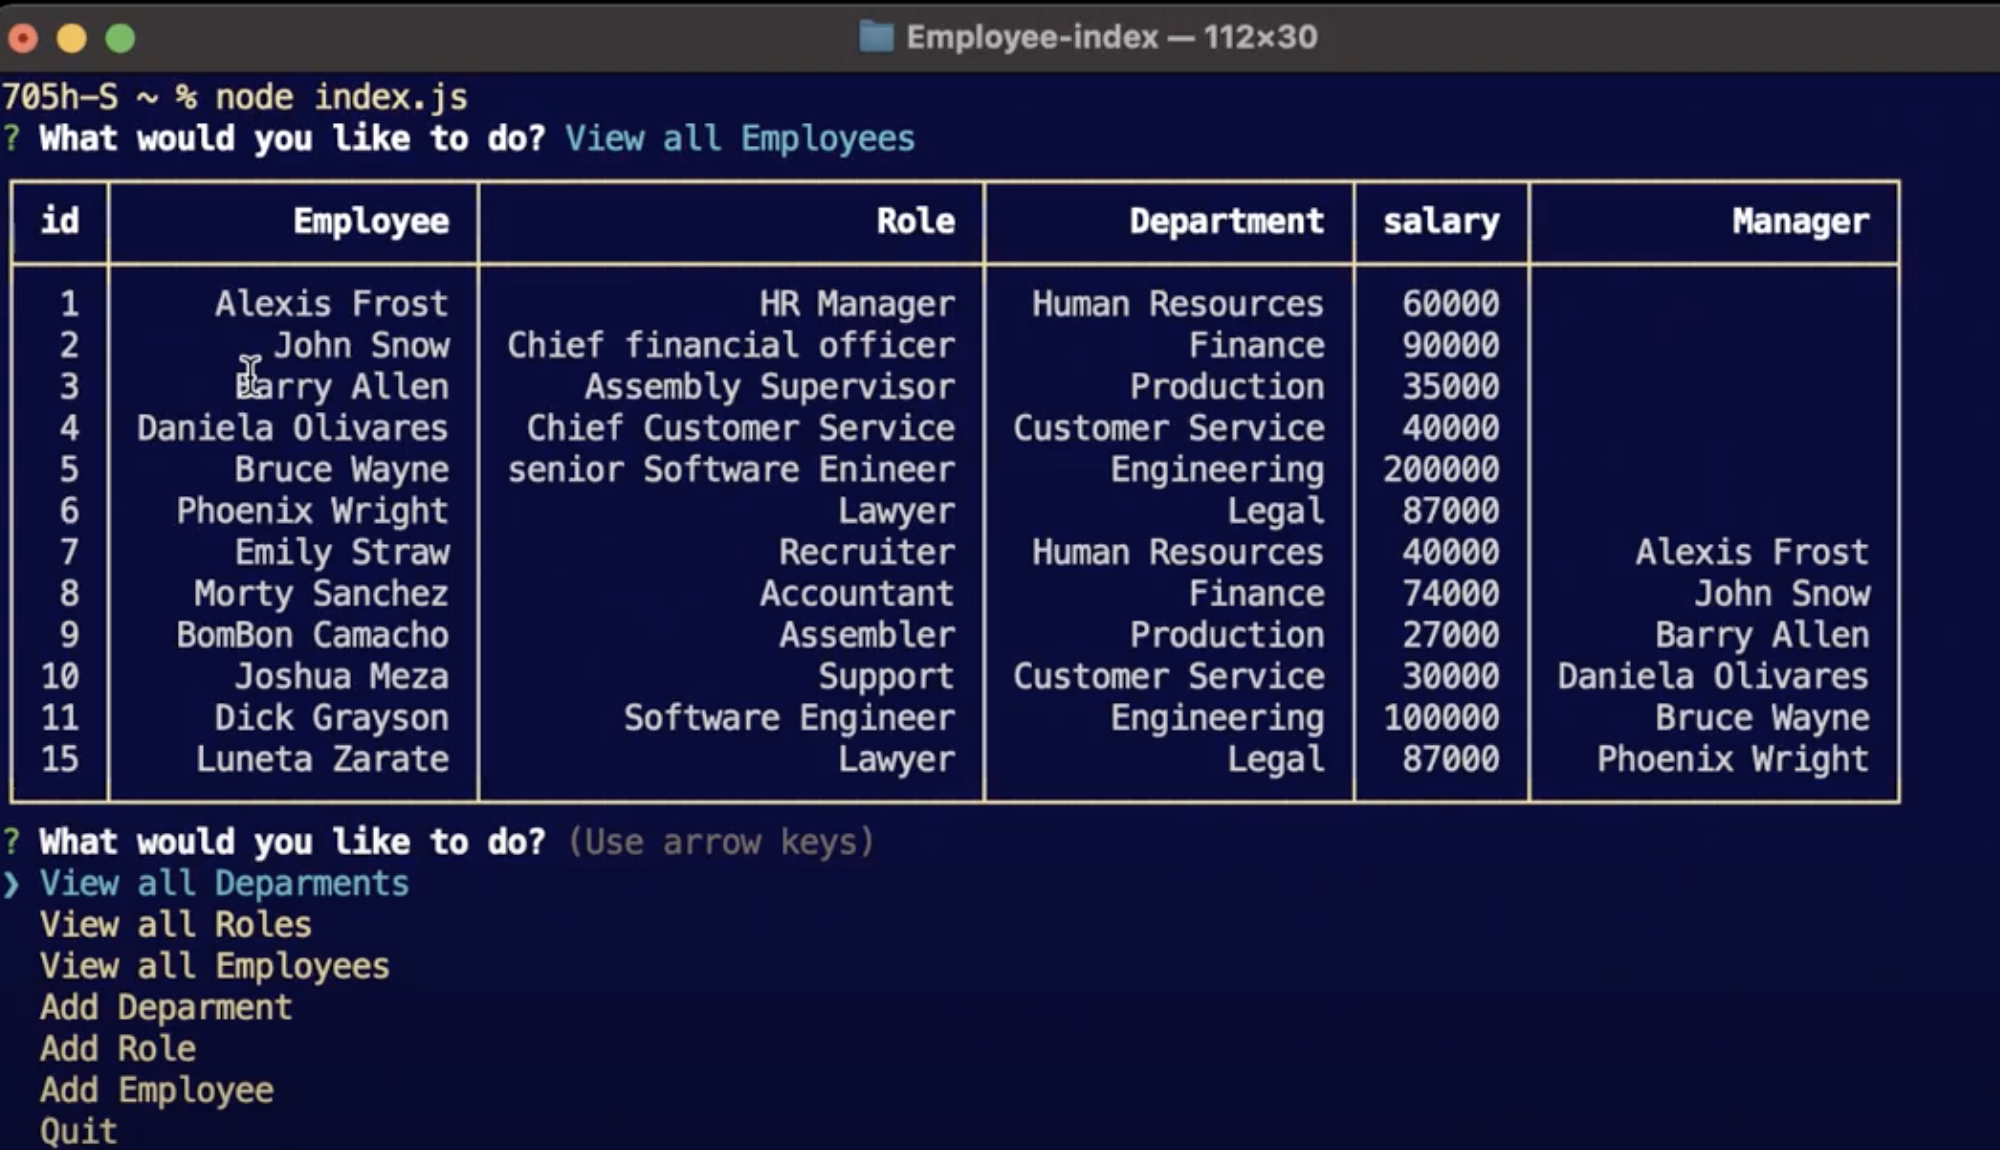 Employee-index — 112×30
705h-S ~ % node index.js
? What would you like to do? View all Employees
id Employee Role Department salary Manager
1 Alexis Frost HR Manager Human Resources 60000
2 John Snow Chief financial officer Finance 90000
3 Barry Allen Assembly Supervisor Production 35000
4 Daniela Olivares Chief Customer Service Customer Service 40000
5 Bruce Wayne senior Software Enineer Engineering 200000
6 Phoenix Wright Lawyer Legal 87000
7 Emily Straw Recruiter Human Resources 40000 Alexis Frost
8 Morty Sanchez Accountant Finance 74000 John Snow
9 BomBon Camacho Assembler Production 27000 Barry Allen
10 Joshua Meza Support Customer Service 30000 Daniela Olivares
11 Dick Grayson Software Engineer Engineering 100000 Bruce Wayne
15 Luneta Zarate Lawyer Legal 87000 Phoenix Wright
? What would you like to do? (Use arrow keys)
❯ View all Deparments
View all Roles
View all Employees
Add Deparment
Add Role
Add Employee
Quit